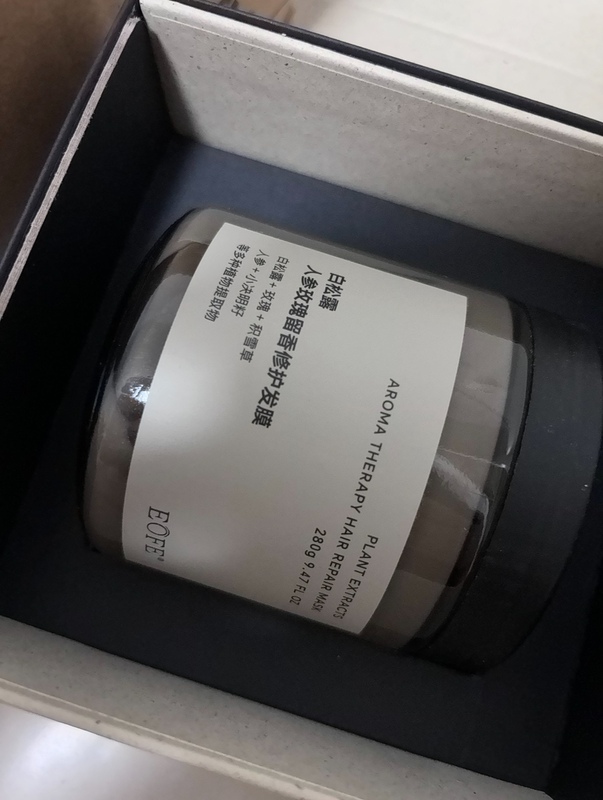 白松露
人参玫瑰留香修护发膜
白松露+玫瑰+积雪草
人参+小决明籽
等多种植物提取物
AROMA THERAPY HAIR REPAIR MASK
PLANT EXTRACTS
280g 9.47 FL OZ
EOFE®